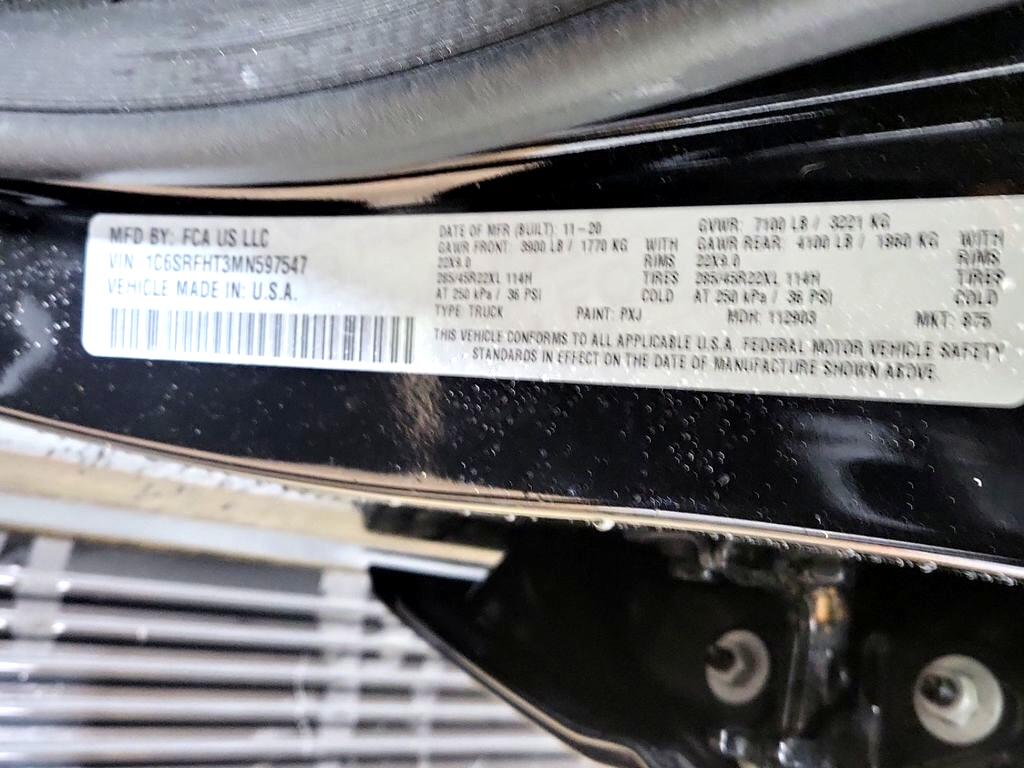 MFD BY: FCA US LLC
VIN: 1C6SRFHT3MN597547
VEHICLE MADE IN: U.S.A.
DATE OF MFR (BUILT): 11-20
GVWR: 7100 LB / 3221 KG
GAWR FRONT: 3900 LB / 1770 KG WITH
GAWR REAR: 4100 LB / 1860 KG WITH
22X9.0 RIMS
22X9.0 RIMS
285/45R22XL 114H TIRES
285/45R22XL 114H TIRES
AT 250 kPa / 36 PSI COLD
AT 250 kPa / 36 PSI COLD
TYPE: TRUCK PAINT: PXJ MDH: 112903 MKT: 875
THIS VEHICLE CONFORMS TO ALL APPLICABLE U.S.A. FEDERAL MOTOR VEHICLE SAFETY
STANDARDS IN EFFECT ON THE DATE OF MANUFACTURE SHOWN ABOVE.